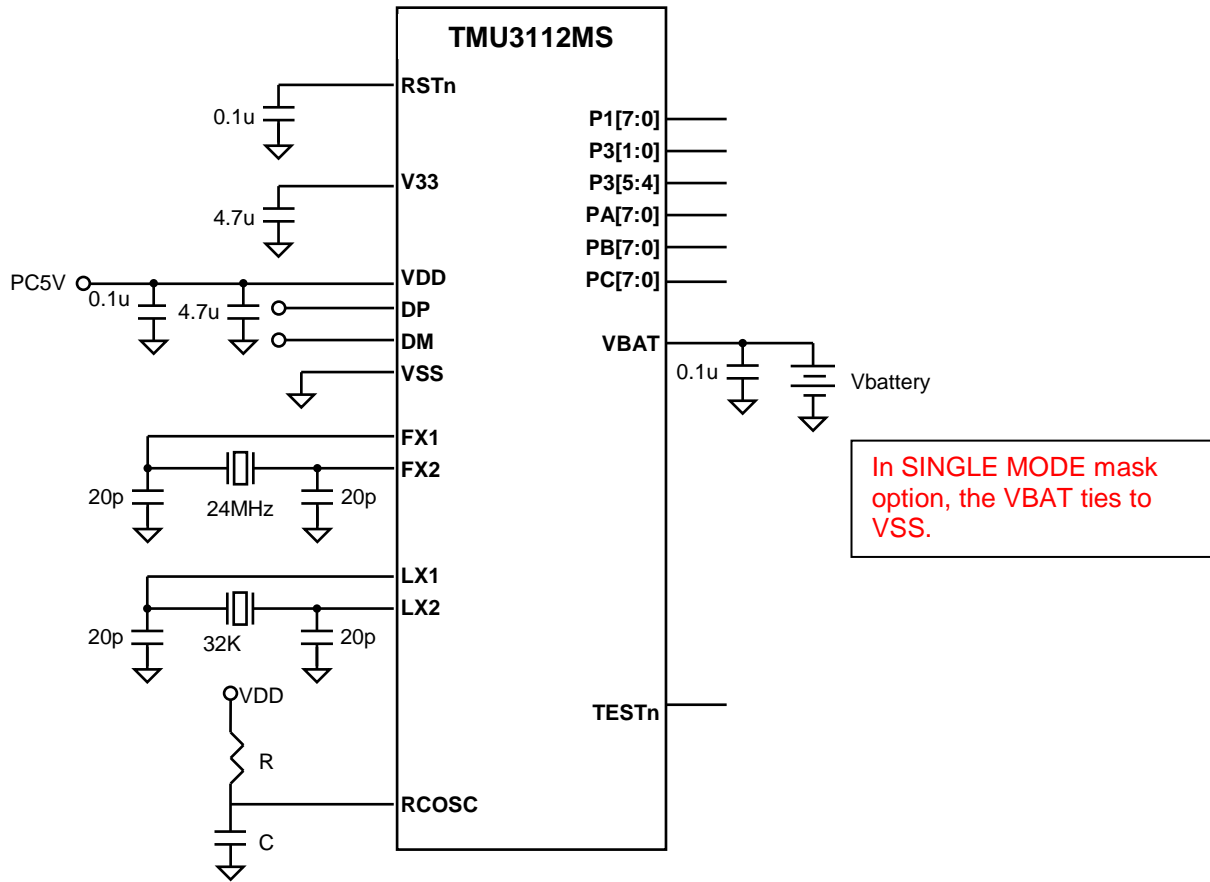 TMU3112MS
RSTn
0.1u
P1[7:0]
P3[1:0]
V33
P3[5:4]
4.7u
PA[7:0]
PB[7:0]
PC5V
VDD
PC[7:0]
0.1u
4.7u
DP
DM
VBAT
VSS
0.1u
Vbattery
FX1
FX2
20p
24MHz
20p
In SINGLE MODE mask
option, the VBAT ties to
VSS.
LX1
LX2
20p
32K
20p
VDD
TESTn
R
RCOSC
C